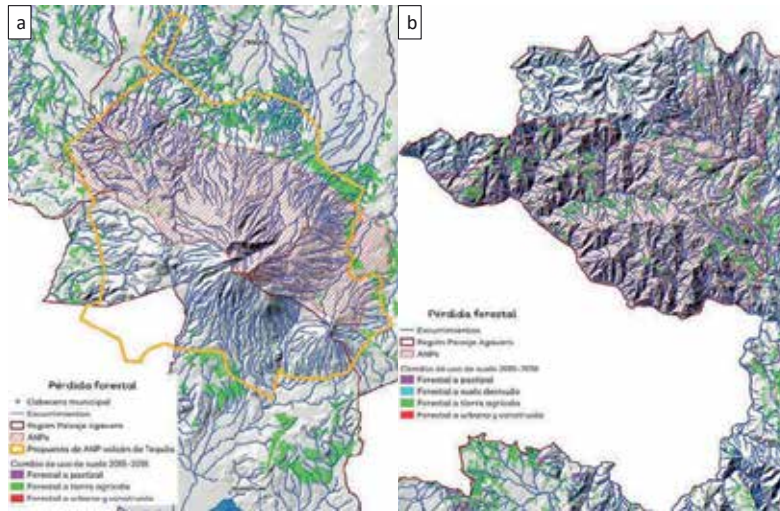 a
Pérdida forestal
Cabecera municipal
Escurrimientos
Región Paisaje Agavero
ANPs
Propuesta de ANP volcán de Tequila
Cambio de uso de suelo 2015-2018
Forestal a pastizal
Forestal a tierra agrícola
Forestal a urbano y construido
b
Pérdida forestal
Escurrimientos
Región Paisaje Agavero
ANPs
Cambio de uso de suelo 2015-2018
Forestal a pastizal
Forestal a suelo desnudo
Forestal a tierra agrícola
Forestal a urbano y construido